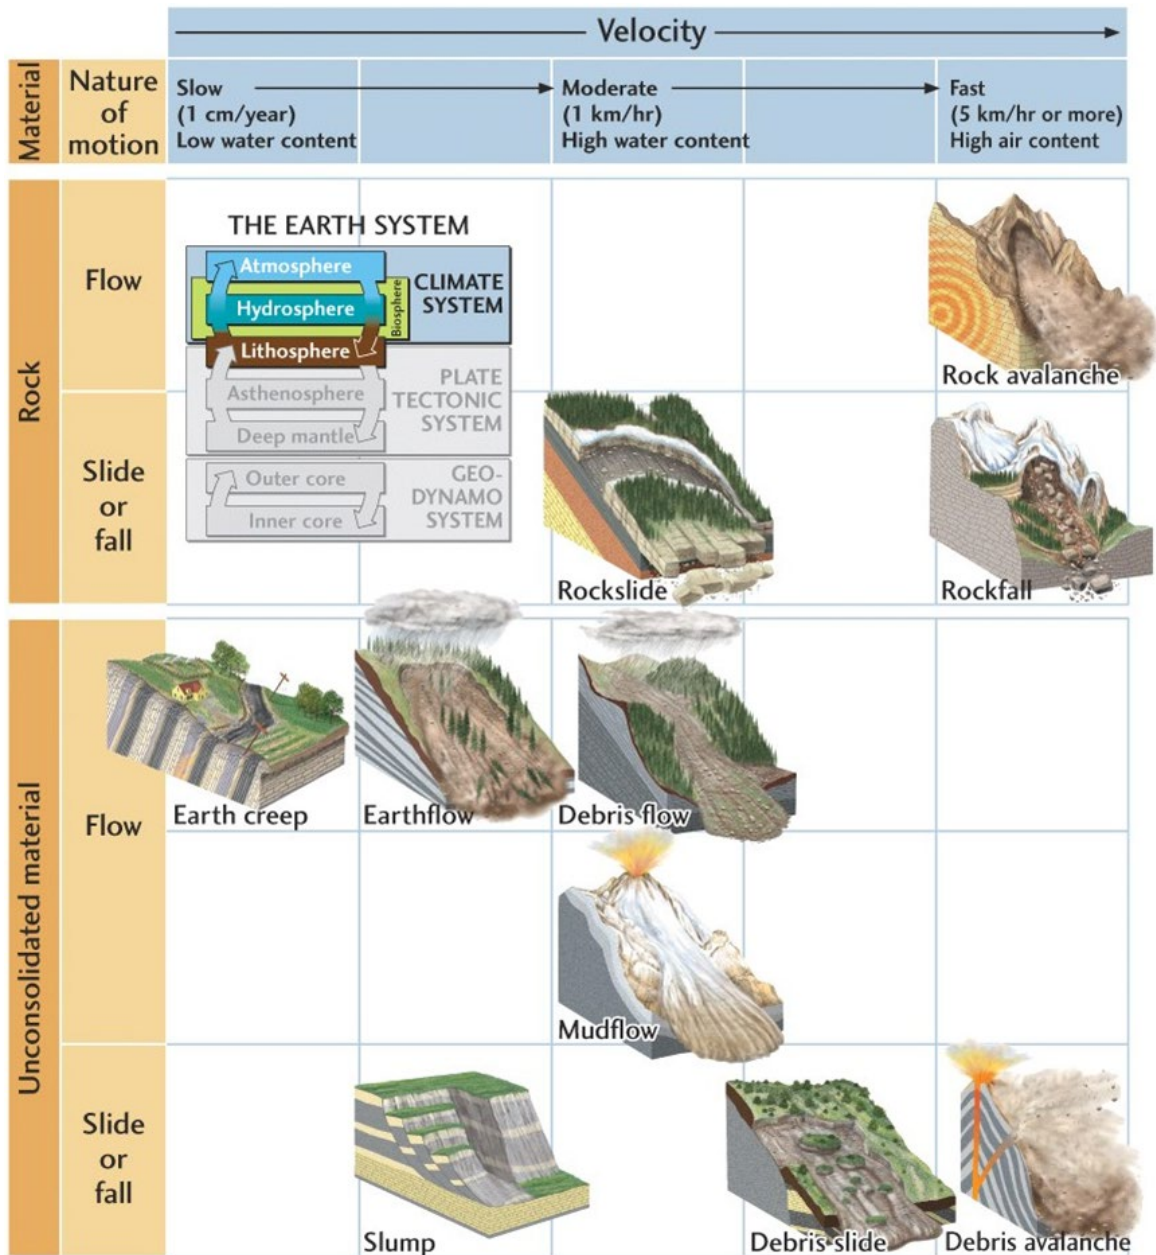 Velocity
Material
Nature
of
motion
Slow
(1 cm/year)
Low water content
Moderate
(1 km/hr)
High water content
Fast
(5 km/hr or more)
High air content
Rock
Flow
THE EARTH SYSTEM
Atmosphere
Hydrosphere
Biosphere
Lithosphere
CLIMATE
SYSTEM
Asthenosphere
Deep mantle
PLATE
TECTONIC
SYSTEM
Outer core
Inner core
GEO-
DYNAMO
SYSTEM
Rock avalanche
Slide
or
fall
Rockslide
Rockfall
Unconsolidated material
Flow
Earth creep
Earthflow
Debris flow
Mudflow
Slide
or
fall
Slump
Debris slide
Debris avalanche